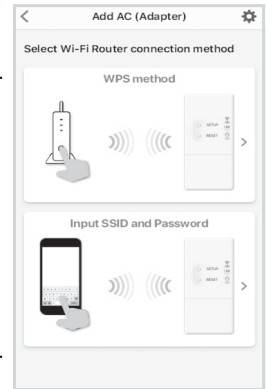 Add AC (Adapter)
Select Wi-Fi Router connection method
WPS method
SETUP
RESET
Input SSID and Password
SETUP
RESET